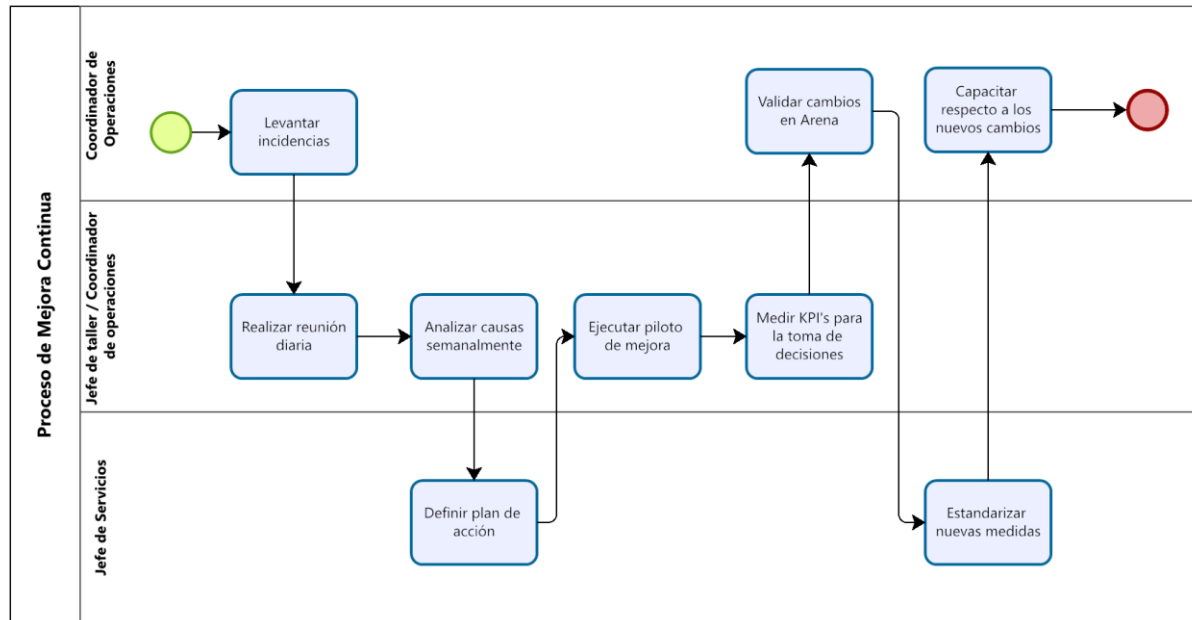 Proceso de Mejora Continua
Coordinador de
Operaciones
Levantar
incidencias
Validar cambios
en Arena
Capacitar
respecto a los
nuevos cambios
Jefe de taller / Coordinador
de operaciones
Realizar reunión
diaria
Analizar causas
semanalmente
Ejecutar piloto
de mejora
Medir KPI's para
la toma de
decisiones
Jefe de Servicios
Definir plan de
acción
Estandarizar
nuevas medidas